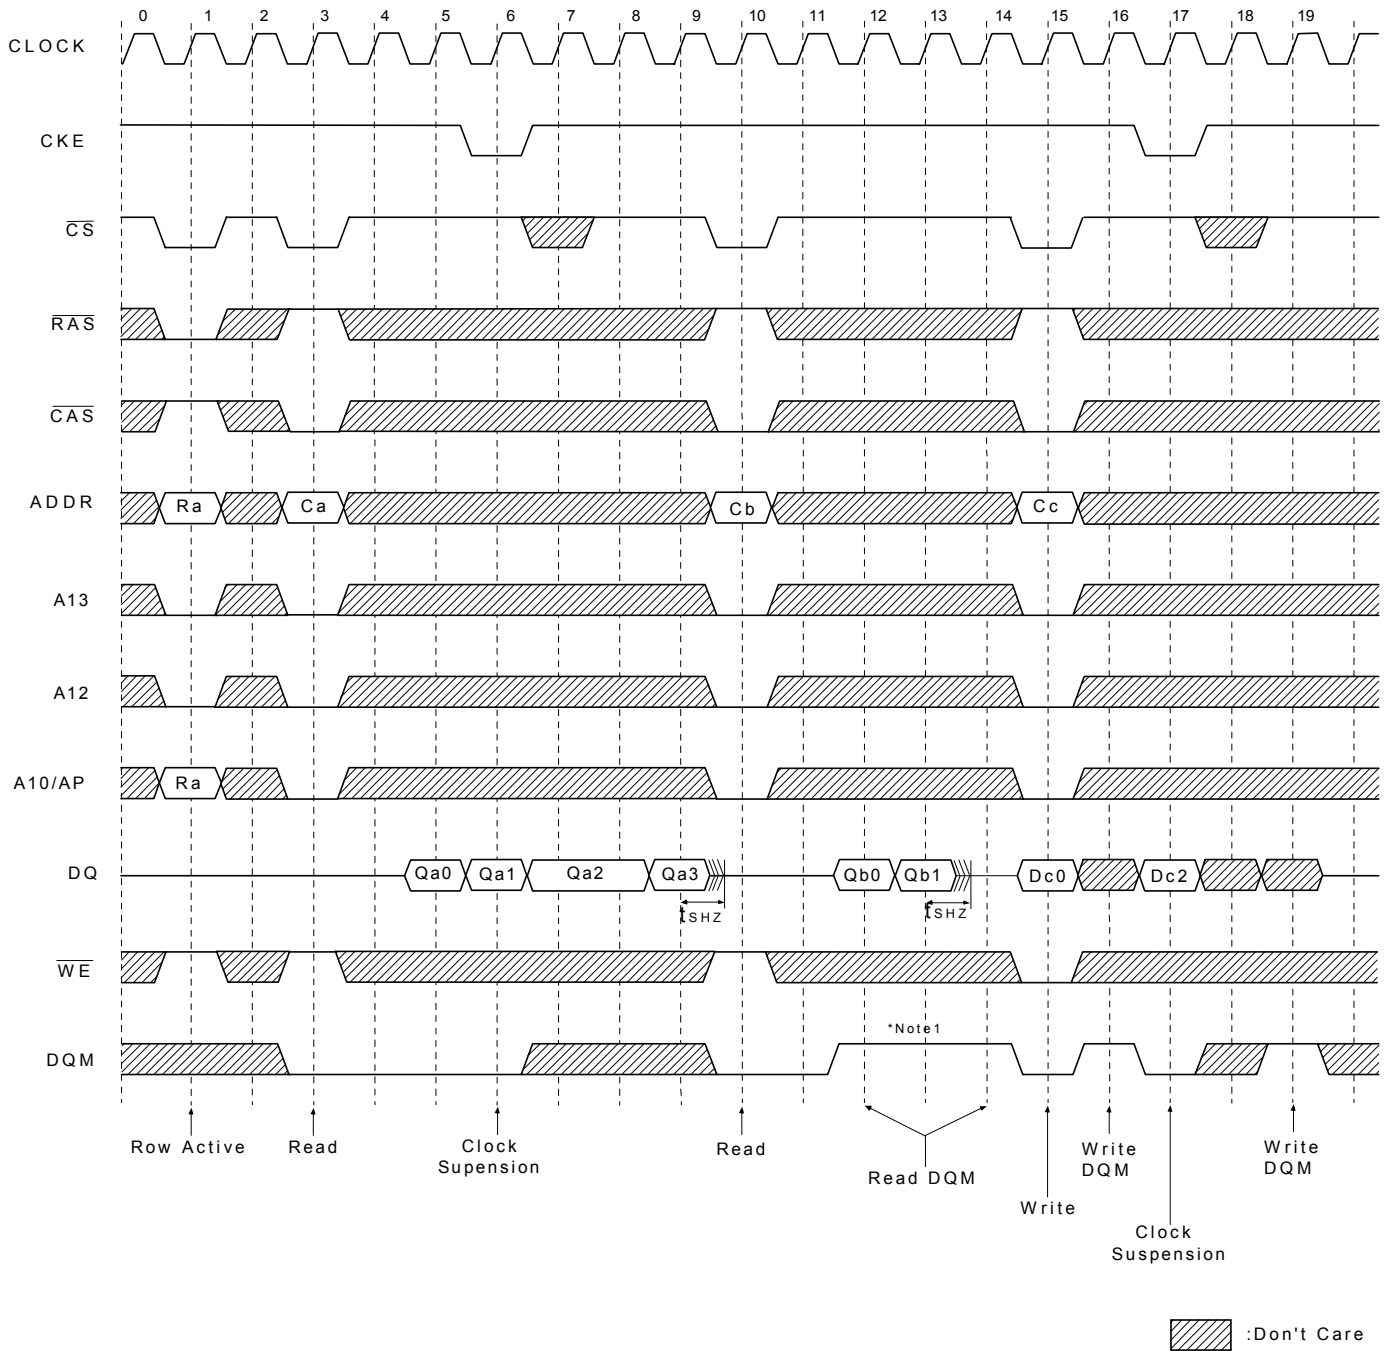 0 1 2 3 4 5 6 7 8 9 10 11 12 13 14 15 16 17 18 19
CLOCK
CKE
CS
RAS
CAS
ADDR Ra Ca Cb Cc
A13
A12
A10/AP Ra
DQ Qa0 Qa1 Qa2 Qa3 Qb0 Qb1 Dc0 Dc2
tSHZ tSHZ
WE
*Note1
DQM
Row Active Read Clock Read Write Write
Supension DQM DQM
Read DQM
Write
Clock
Suspension
:Don't Care